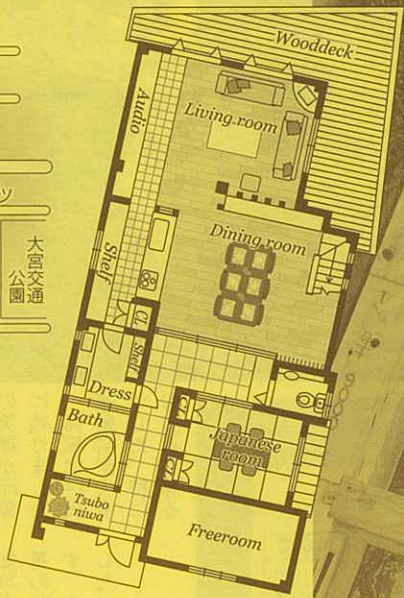 Wooddeck
Living room
Audio
Dining room
Shelf
CL
Shelf
Dress
Bath
Japanese
room
Tsubo
niwa
Freeroom
大宮交通
公園
ツ